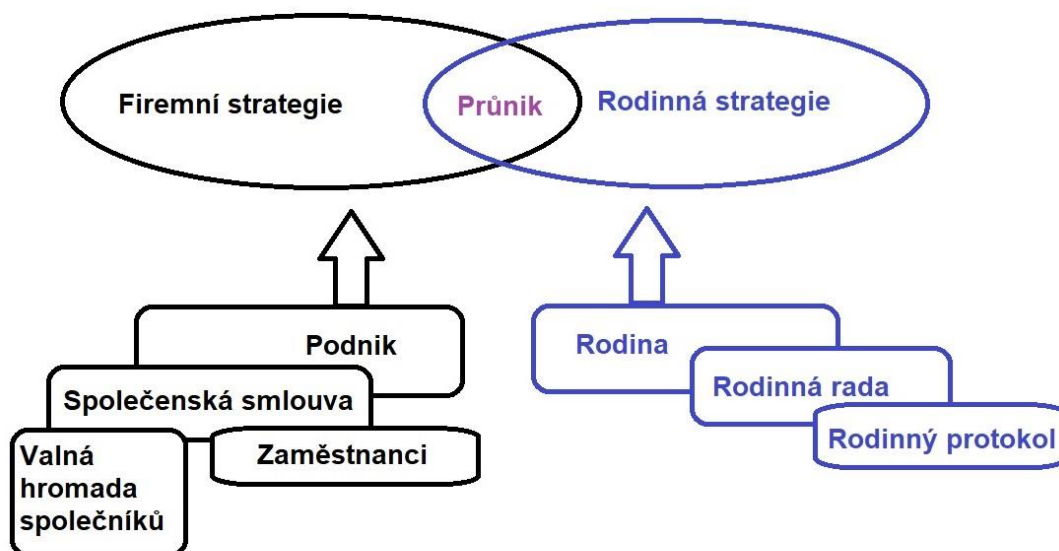 Firemní strategie
Průnik
Rodinná strategie
Podnik
Společenská smlouva
Valná
hromada
společníků
Zaměstnanci
Rodina
Rodinná rada
Rodinný protokol